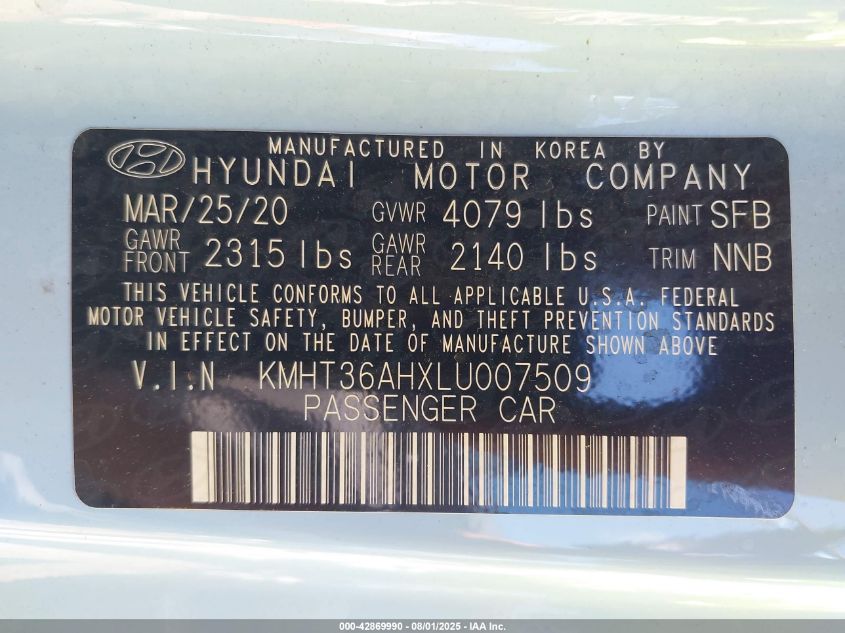 MANUFACTURED IN KOREA BY
HYUNDAI MOTOR COMPANY
MAR/25/20 GVWR 4079 lbs PAINT SFB
GAWR FRONT 2315 lbs GAWR REAR 2140 lbs TRIM NNB
THIS VEHICLE CONFORMS TO ALL APPLICABLE U.S.A. FEDERAL
MOTOR VEHICLE SAFETY, BUMPER, AND THEFT PREVENTION STANDARDS
IN EFFECT ON THE DATE OF MANUFACTURE SHOWN ABOVE
V.I.N KMHT36AHXLU007509
PASSENGER CAR
000-42869990 - 08/01/2025 - IAA Inc.